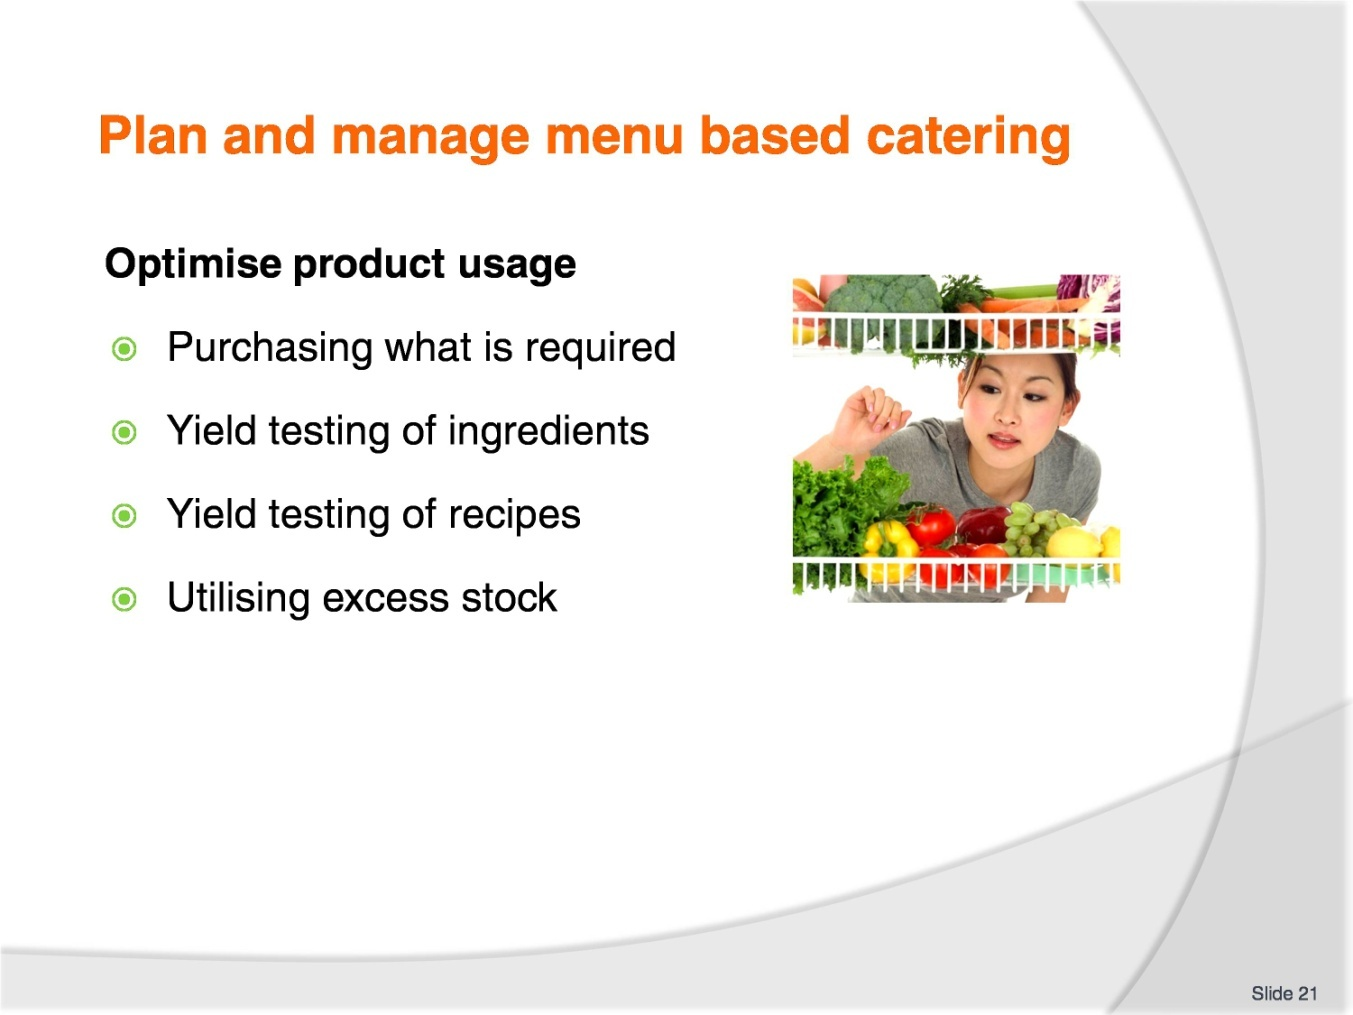 Plan and manage menu based catering
Optimise product usage
Purchasing what is required
Yield testing of ingredients
Yield testing of recipes
Utilising excess stock
Slide 21